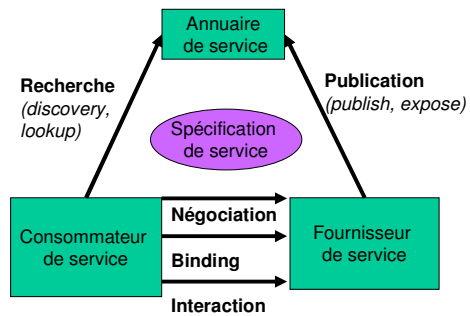 Annuaire
de service
Recherche
(discovery,
lookup)
Publication
(publish, expose)
Spécification
de service
Consommateur
de service
Négociation
Binding
Interaction
Fournisseur
de service